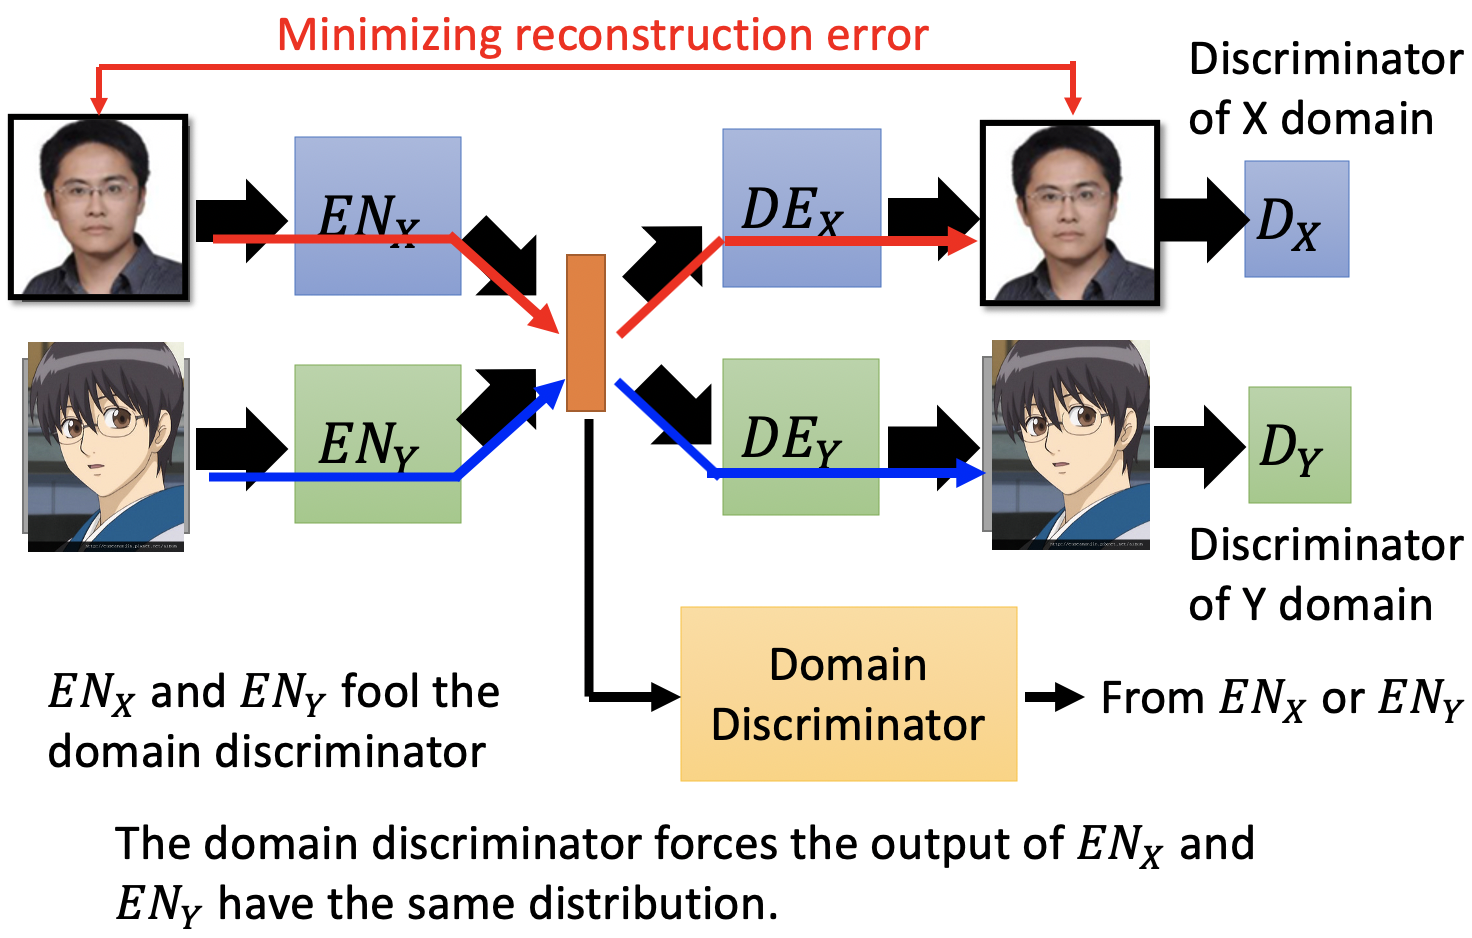 Minimizing reconstruction error
Discriminator
of X domain
EN_X
DE_X
D_X
EN_Y
DE_Y
D_Y
Discriminator
of Y domain
Domain
Discriminator
From EN_X or EN_Y
EN_X and EN_Y fool the
domain discriminator
The domain discriminator forces the output of EN_X and
EN_Y have the same distribution.